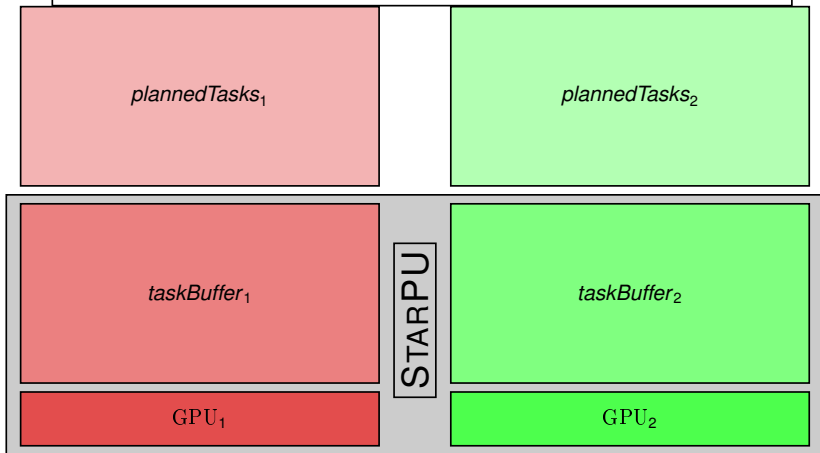 plannedTasks₁
plannedTasks₂
taskBuffer₁
STARPU
taskBuffer₂
GPU₁
GPU₂